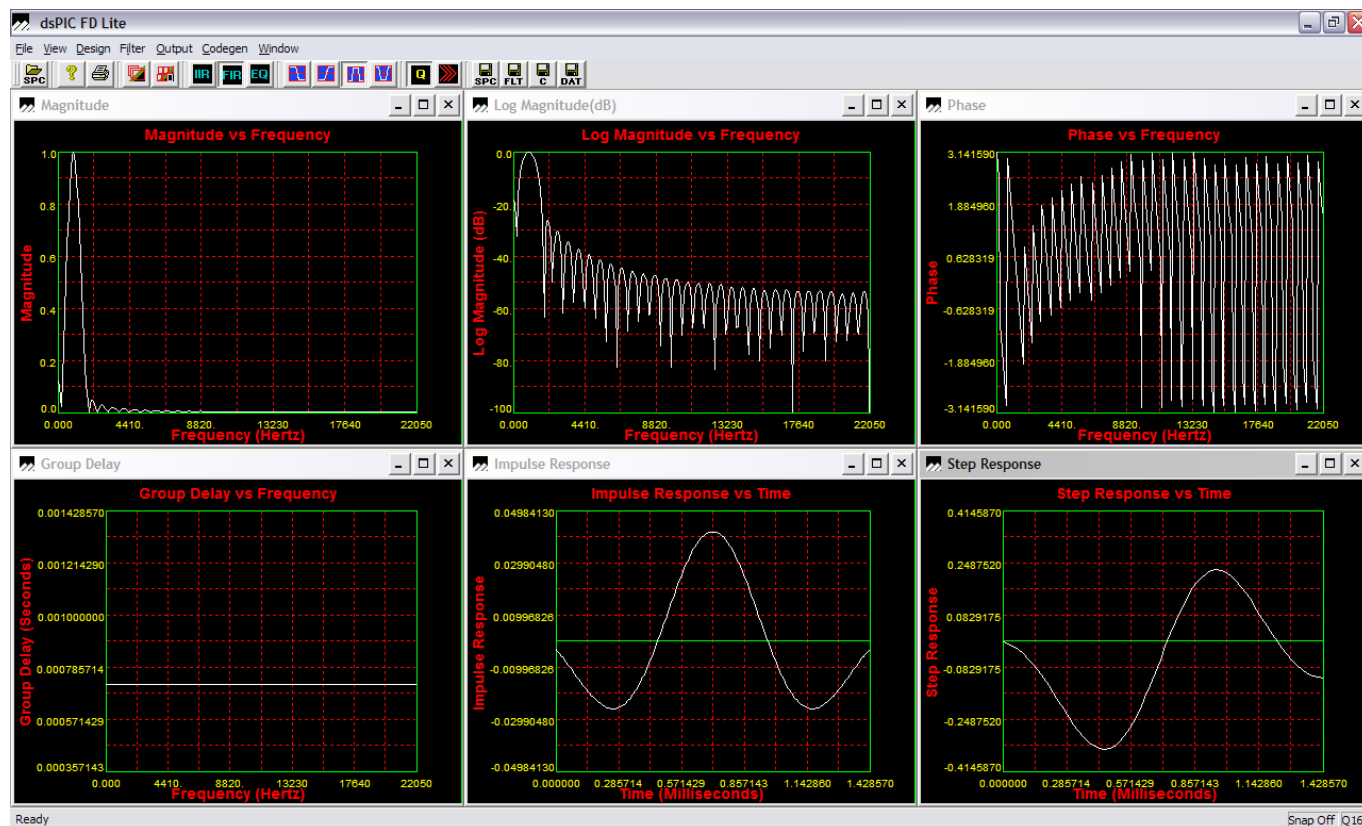 dsPIC FD Lite
File View Design Filter Output Codegen Window
SPC ? IIR FIR EQ Q SPC FLT C DAT
Magnitude
Magnitude vs Frequency
1.0
0.8
0.6
0.4
0.2
0.0
Magnitude
0.000 4410. 8820. 13230 17640 22050
Frequency (Hertz)
Log Magnitude(dB)
Log Magnitude vs Frequency
0.0
-20.
-40.
-60.
-80.
-100
Log Magnitude (dB)
0.000 4410. 8820. 13230 17640 22050
Frequency (Hertz)
Phase
Phase vs Frequency
3.141590
1.884960
0.628319
-0.628319
-1.884960
-3.141590
Phase
0.000 4410. 8820. 13230 17640 22050
Frequency (Hertz)
Group Delay
Group Delay vs Frequency
0.001428570
0.001214290
0.001000000
0.000785714
0.000571429
0.000357143
Group Delay (Seconds)
0.000 4410. 8820. 13230 17640 22050
Frequency (Hertz)
Impulse Response
Impulse Response vs Time
0.04984130
0.02990480
0.00996826
-0.00996826
-0.02990480
-0.04984130
Impulse Response
0.000000 0.285714 0.571429 0.857143 1.142860 1.428570
Time (Milliseconds)
Step Response
Step Response vs Time
0.4145870
0.2487520
0.0829175
-0.0829175
-0.2487520
-0.4145870
Step Response
0.000000 0.285714 0.571429 0.857143 1.142860 1.428570
Time (Milliseconds)
Ready
Snap Off Q16